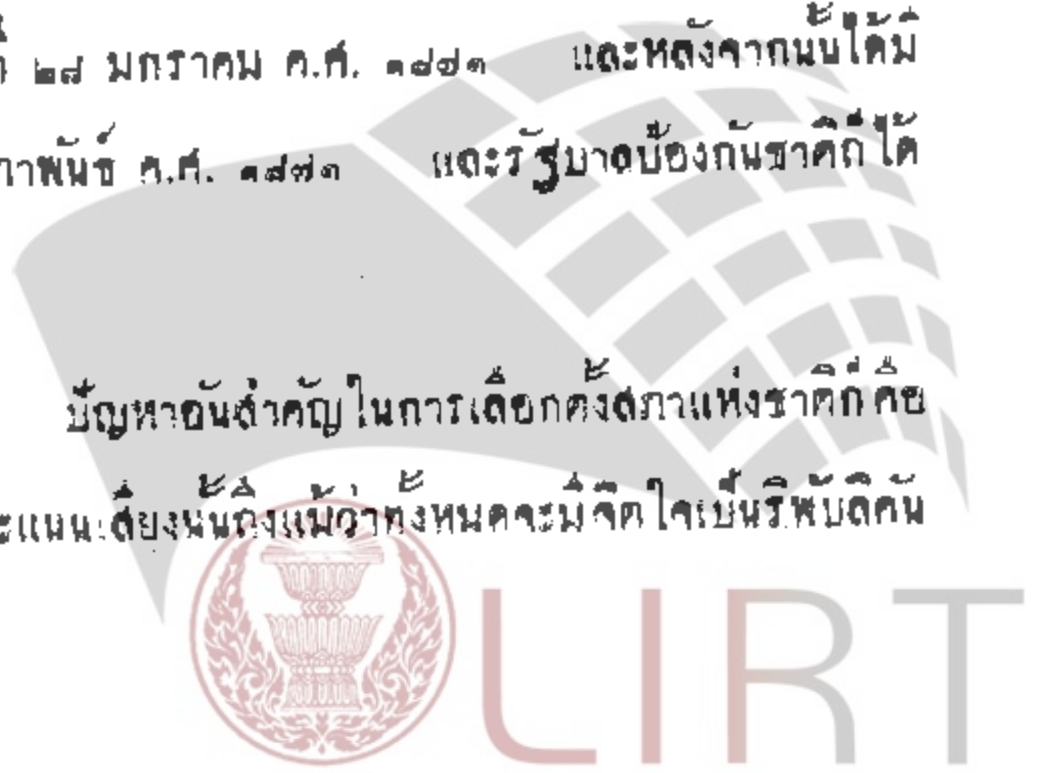 ที่ ๒๘ มกราคม ค.ศ. ๑๘๗๑ และหลังจากนั้นได้มี
ภาพันธ์ ค.ศ. ๑๘๗๑ และรัฐบาลป้องกันชาติก็ได้
ปัญหาอันสำคัญในการเลือกตั้งสภาแห่งชาติก็คือ
ะแนนเสียงนั้นถึงแม้ว่าทั้งหมดจะมีจิตใจเป็นริพับลิคัน
LIRT